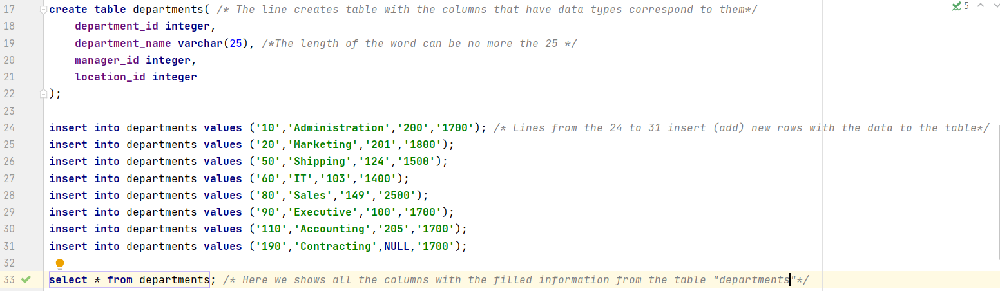 17 create table departments( /* The line creates table with the columns that have data types correspond to them*/
5
18 department_id integer,
19 department_name varchar(25), /*The length of the word can be no more the 25 */
20 manager_id integer,
21 location_id integer
22 );
23
24 insert into departments values ('10','Administration','200','1700'); /* Lines from the 24 to 31 insert (add) new rows with the data to the table*/
25 insert into departments values ('20','Marketing','201','1800');
26 insert into departments values ('50','Shipping','124','1500');
27 insert into departments values ('60','IT','103','1400');
28 insert into departments values ('80','Sales','149','2500');
29 insert into departments values ('90','Executive','100','1700');
30 insert into departments values ('110','Accounting','205','1700');
31 insert into departments values ('190','Contracting',NULL,'1700');
32
33 select * from departments; /* Here we shows all the columns with the filled information from the table "departments"*/